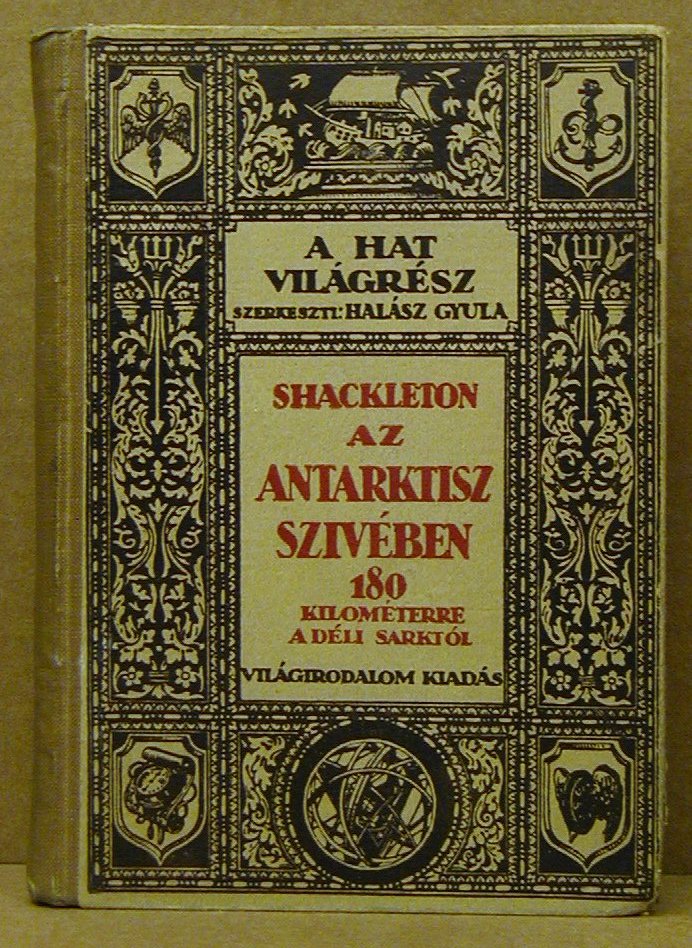 A HAT
VILÁGRÉSZ
SZERKESZTI: HALÁSZ GYULA
SHACKLETON
AZ
ANTARKTISZ
SZIVÉBEN
180
KILOMÉTERRE
A DÉLI SARKTÓL
VILÁGIRODALOM KIADÁS